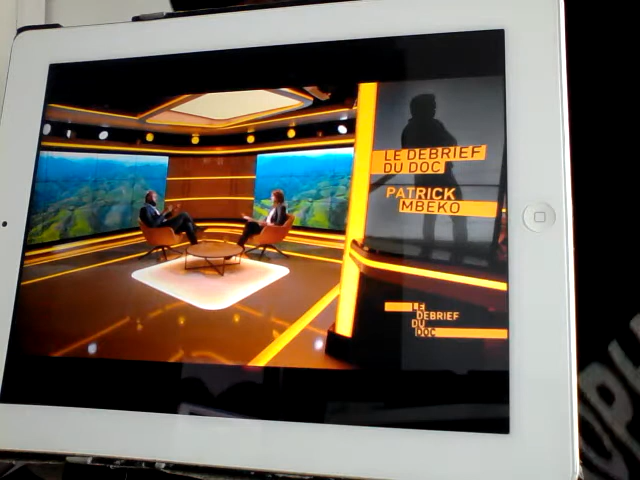 LE DEBRIEF
DU DOC
PATRICK
MBEKO
LE
DEBRIEF
DU
DOC